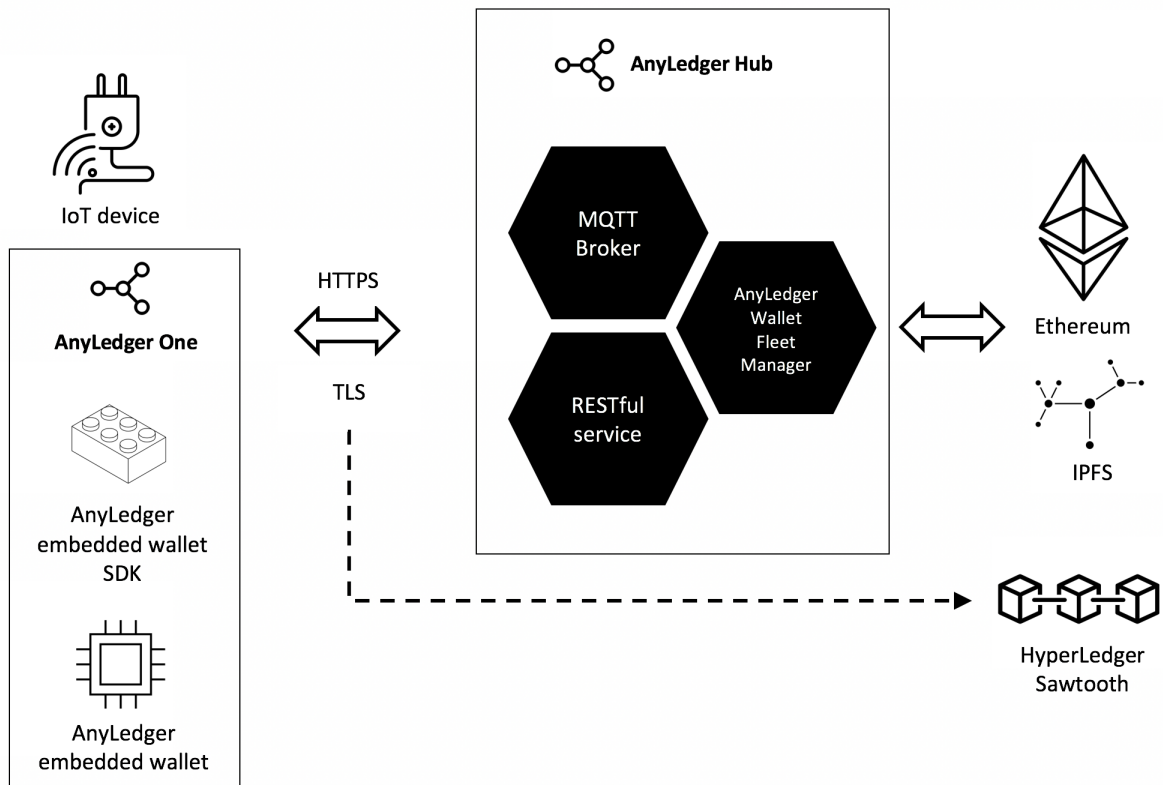 AnyLedger Hub
IoT device
MQTT
Broker
HTTPS
AnyLedger
Wallet
Fleet
Manager
Ethereum
AnyLedger One
TLS
RESTful
service
IPFS
AnyLedger
embedded wallet
SDK
HyperLedger
Sawtooth
AnyLedger
embedded wallet